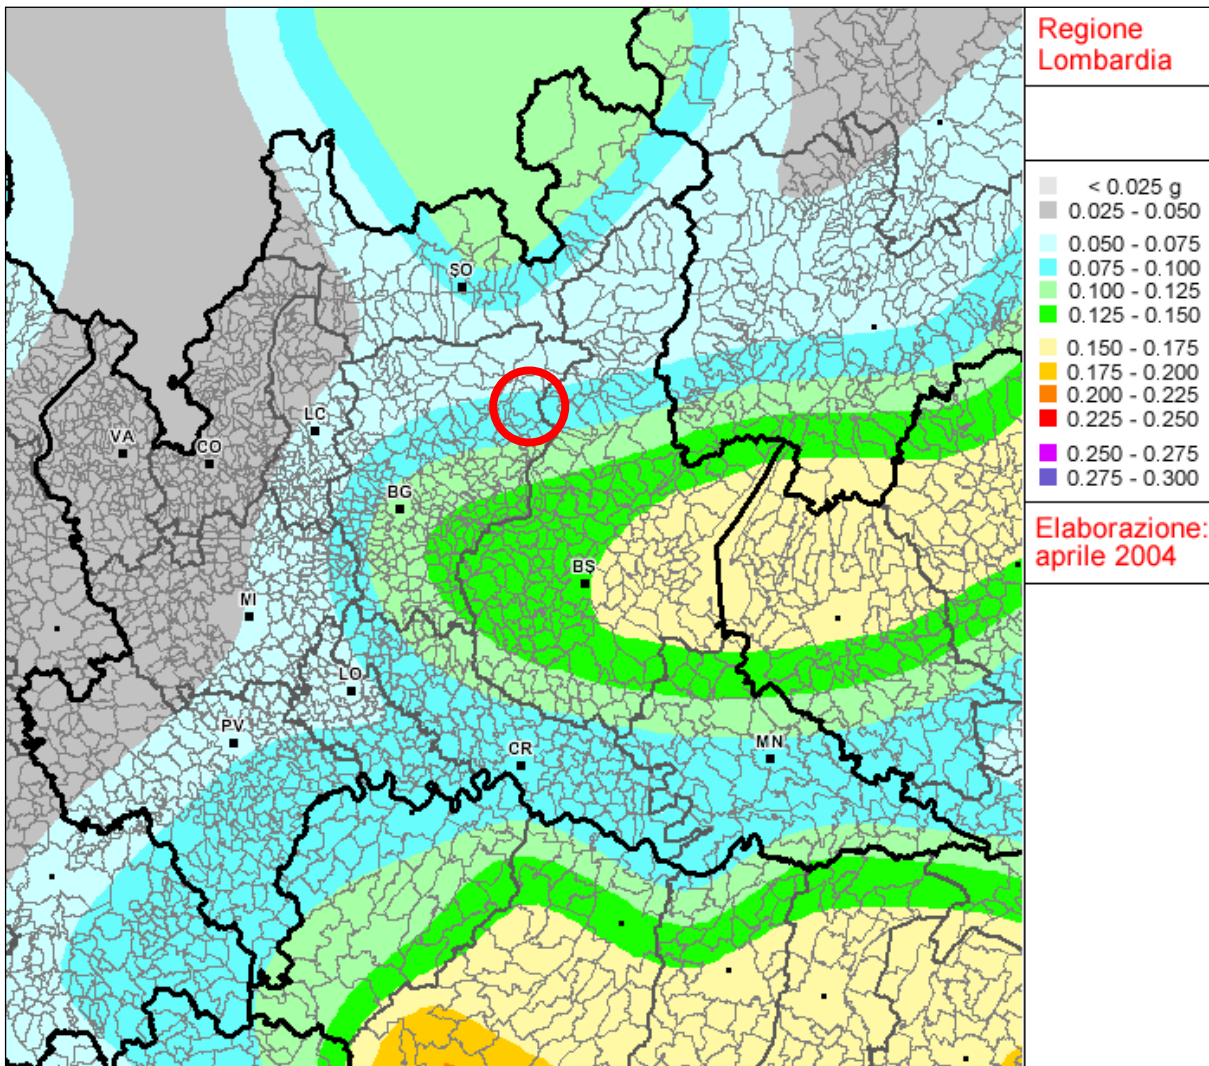 Regione
Lombardia
< 0.025 g
0.025 - 0.050
0.050 - 0.075
0.075 - 0.100
0.100 - 0.125
0.125 - 0.150
0.150 - 0.175
0.175 - 0.200
0.200 - 0.225
0.225 - 0.250
0.250 - 0.275
0.275 - 0.300
Elaborazione:
aprile 2004
SO
LC
VA
CO
BG
BS
MI
LO
PV
CR
MN